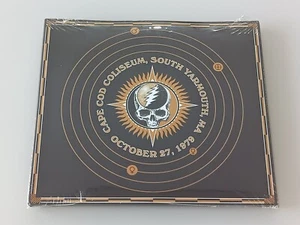 CAPE COD COLISEUM, SOUTH YARMOUTH, MA
OCTOBER 27, 1979